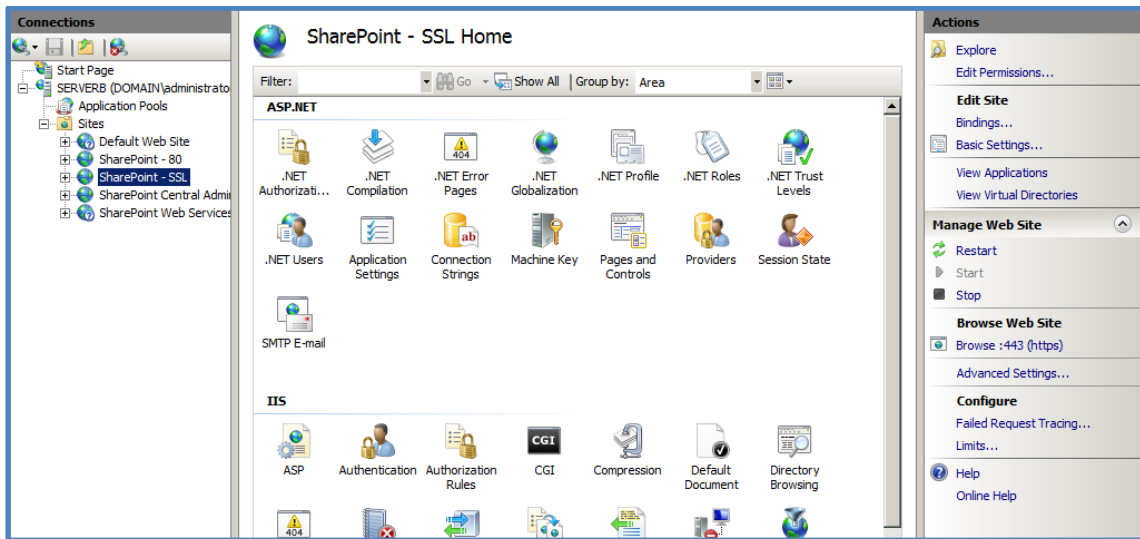 Connections
Start Page
SERVERB (DOMAIN\administrato
Application Pools
Sites
Default Web Site
SharePoint - 80
SharePoint - SSL
SharePoint Central Admi
SharePoint Web Services
SharePoint - SSL Home
Filter:
Go
Show All
Group by: Area
ASP.NET
404
.NET Authorizati...
.NET Compilation
.NET Error Pages
.NET Globalization
.NET Profile
.NET Roles
.NET Trust Levels
ab
.NET Users
Application Settings
Connection Strings
Machine Key
Pages and Controls
Providers
Session State
SMTP E-mail
IIS
CGI
ASP
Authentication
Authorization Rules
CGI
Compression
Default Document
Directory Browsing
404
Actions
Explore
Edit Permissions...
Edit Site
Bindings...
Basic Settings...
View Applications
View Virtual Directories
Manage Web Site
Restart
Start
Stop
Browse Web Site
Browse :443 (https)
Advanced Settings...
Configure
Failed Request Tracing...
Limits...
Help
Online Help